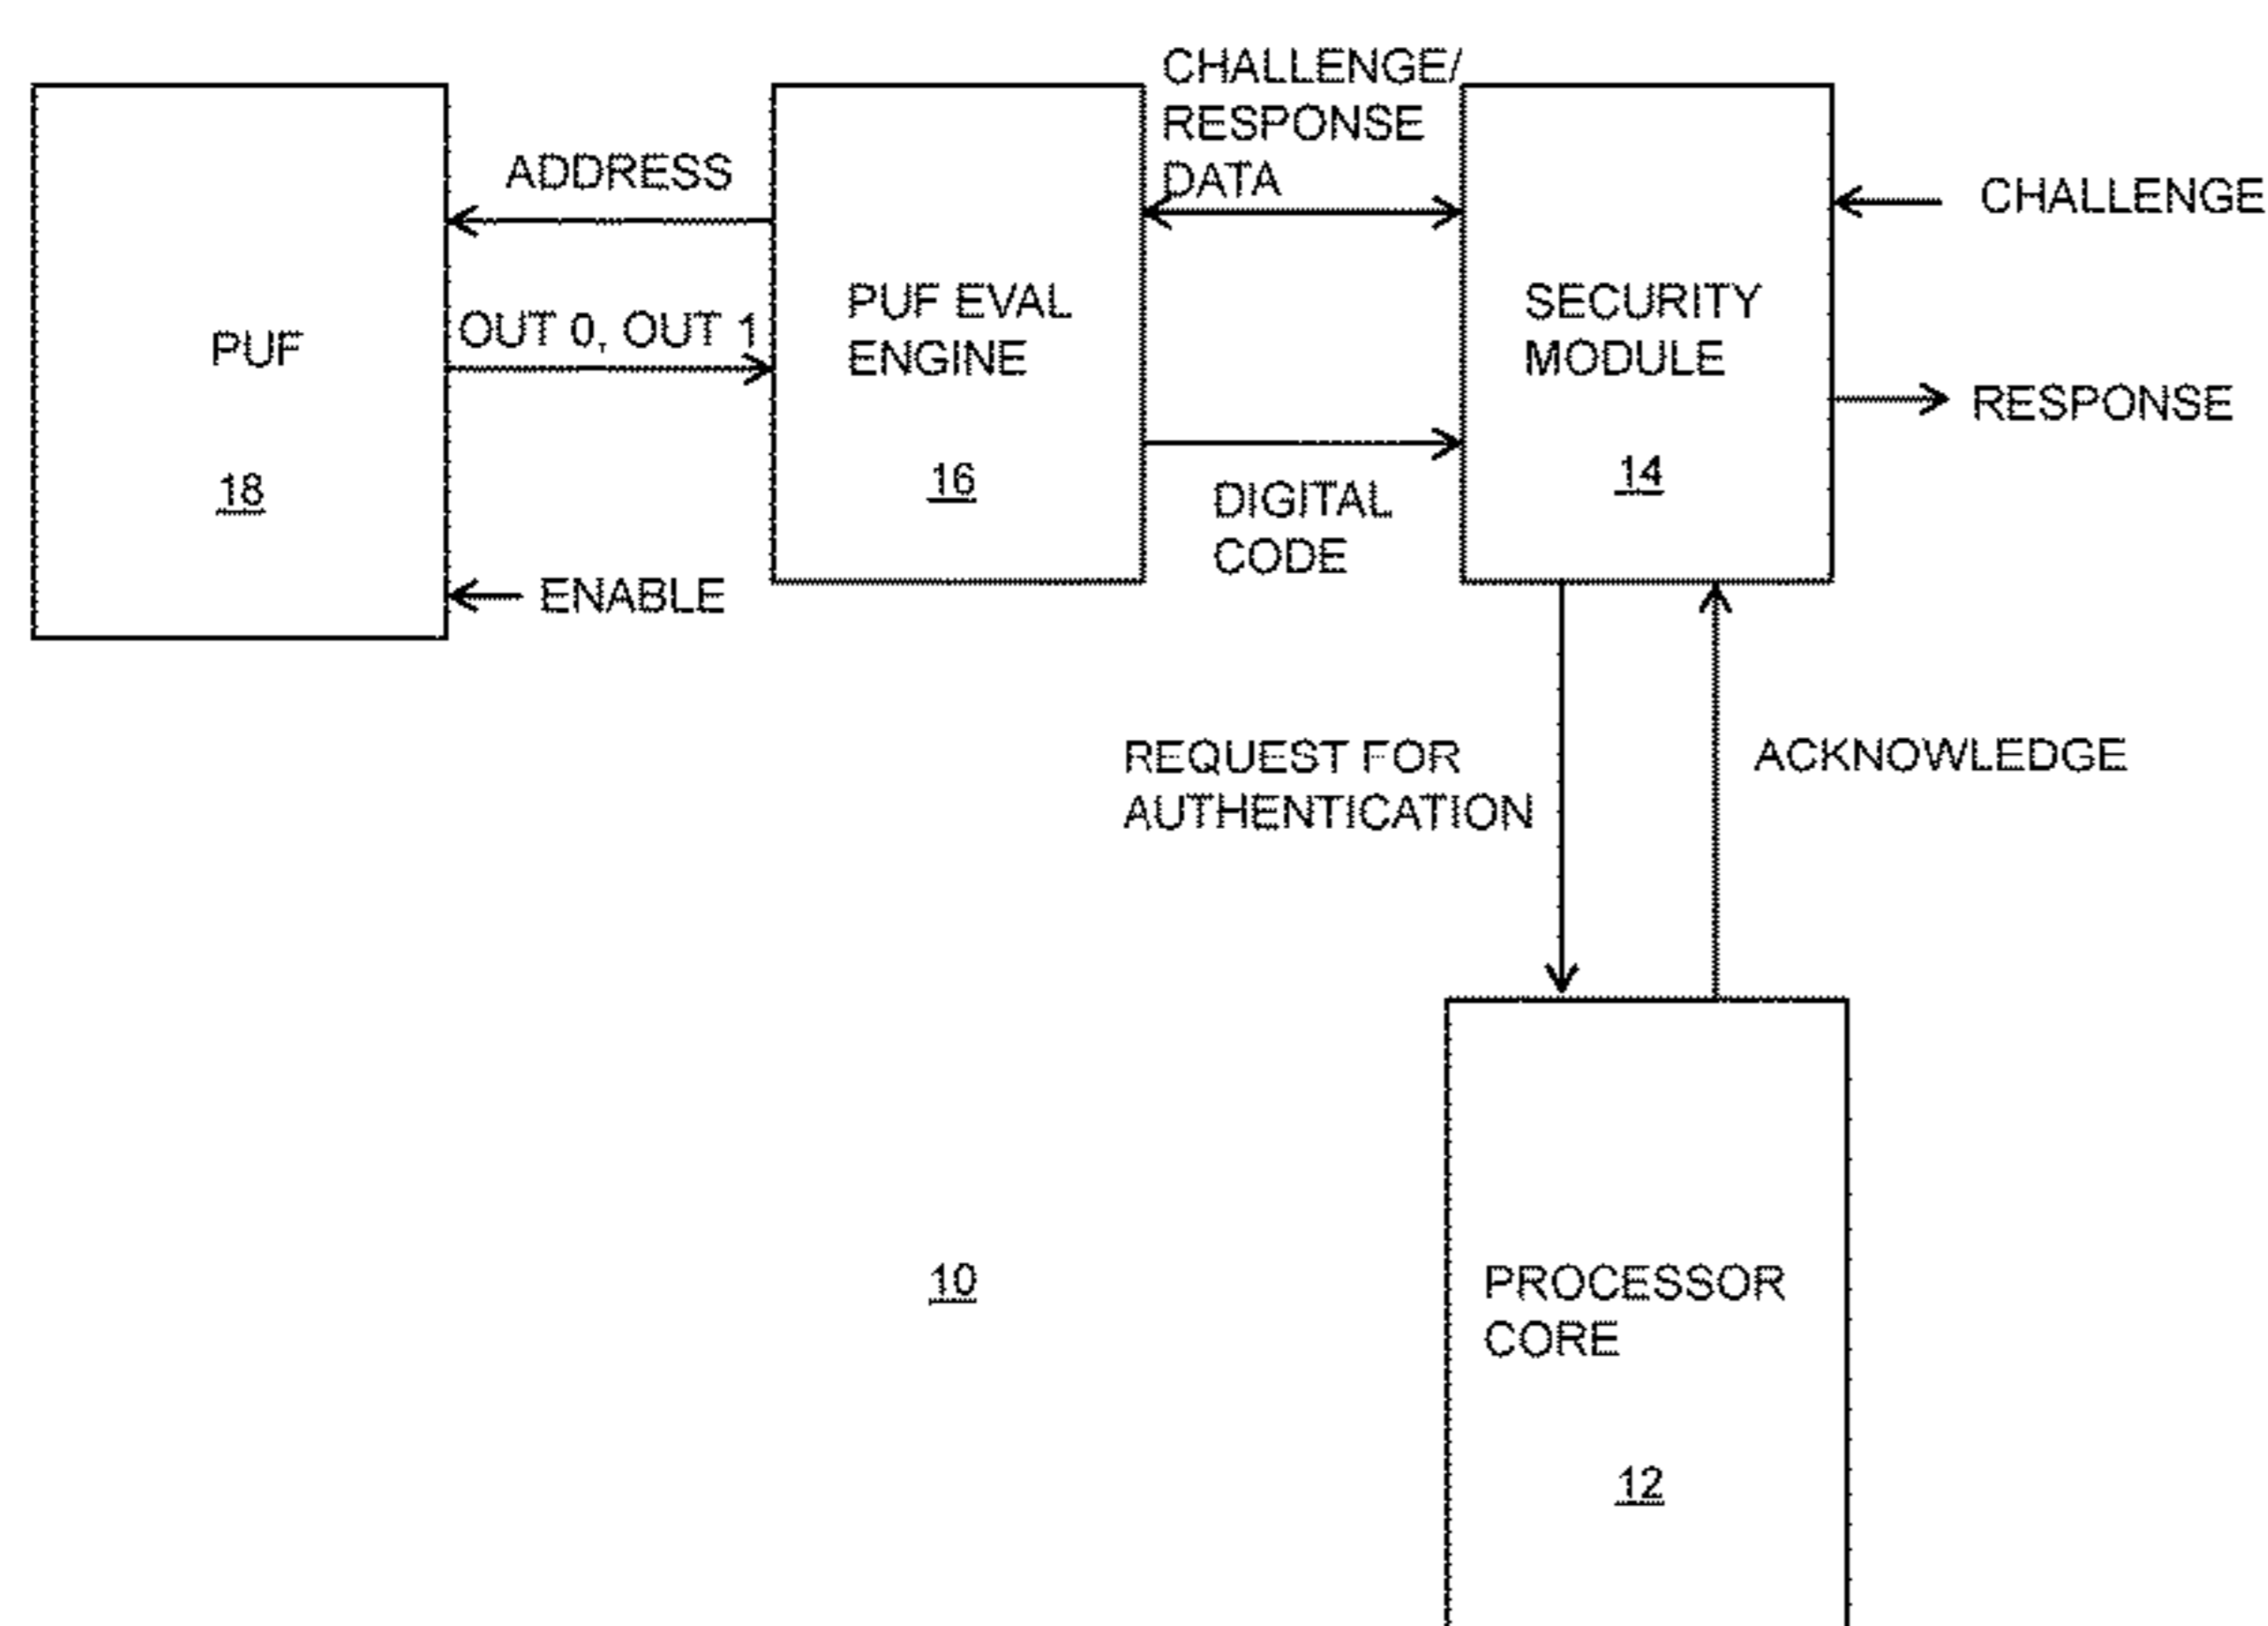 CHALLENGE/
RESPONSE
DATA
ADDRESS
CHALLENGE
OUT 0, OUT 1
PUF
PUF EVAL
ENGINE
SECURITY
MODULE
RESPONSE
18
16
14
DIGITAL
CODE
ENABLE
REQUEST FOR
AUTHENTICATION
ACKNOWLEDGE
10
PROCESSOR
CORE
12